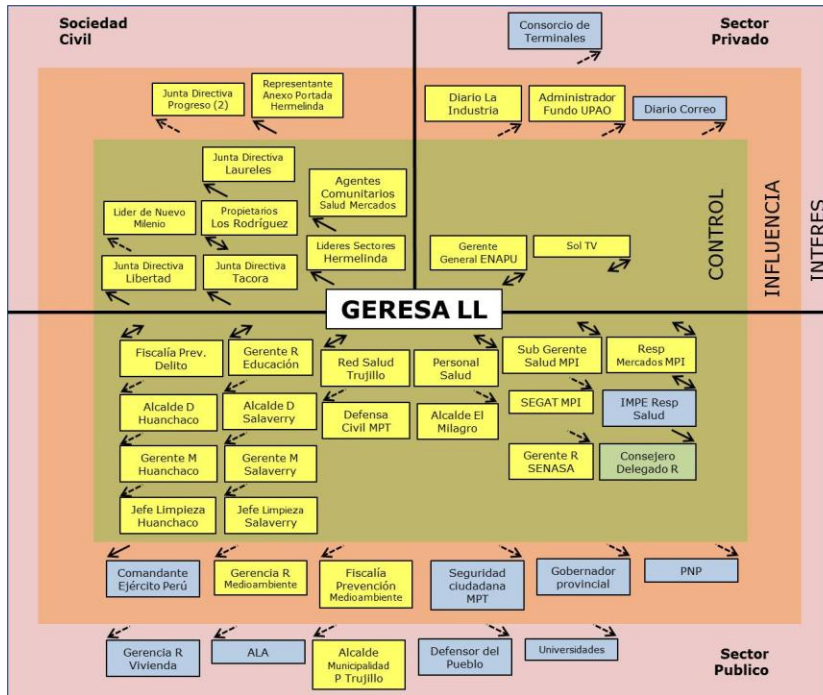 Sociedad
Civil
Consorcio de
Terminales
Sector
Privado
Junta Directiva
Progreso (2)
Representante
Anexo Portada
Hermelinda
Diario La
Industria
Administrador
Fundo UPAO
Diario Correo
Junta Directiva
Laureles
Agentes
Comunitarios
Salud Mercados
Lider de Nuevo
Milenio
Propietarios
Los Rodríguez
Lideres Sectores
Hermelinda
Junta Directiva
Libertad
Junta Directiva
Tacora
Gerente
General ENAPU
Sol TV
CONTROL
INFLUENCIA
INTERES
GERESA LL
Fiscalía Prev.
Delito
Gerente R
Educación
Red Salud
Trujillo
Personal
Salud
Sub Gerente
Salud MPI
Resp
Mercados MPI
Alcalde D
Huanchaco
Alcalde D
Salaverry
Defensa
Civil MPT
Alcalde El
Milagro
SEGAT MPI
IMPE Resp
Salud
Gerente M
Huanchaco
Gerente M
Salaverry
Gerente R
SENASA
Consejero
Delegado R
Jefe Limpieza
Huanchaco
Jefe Limpieza
Salaverry
Comandante
Ejército Perú
Gerencia R
Medioambiente
Fiscalía
Prevención
Medioambiente
Seguridad
ciudadana
MPT
Gobernador
provincial
PNP
Gerencia R
Vivienda
ALA
Alcalde
Municipalidad
P Trujillo
Defensor del
Pueblo
Universidades
Sector
Publico